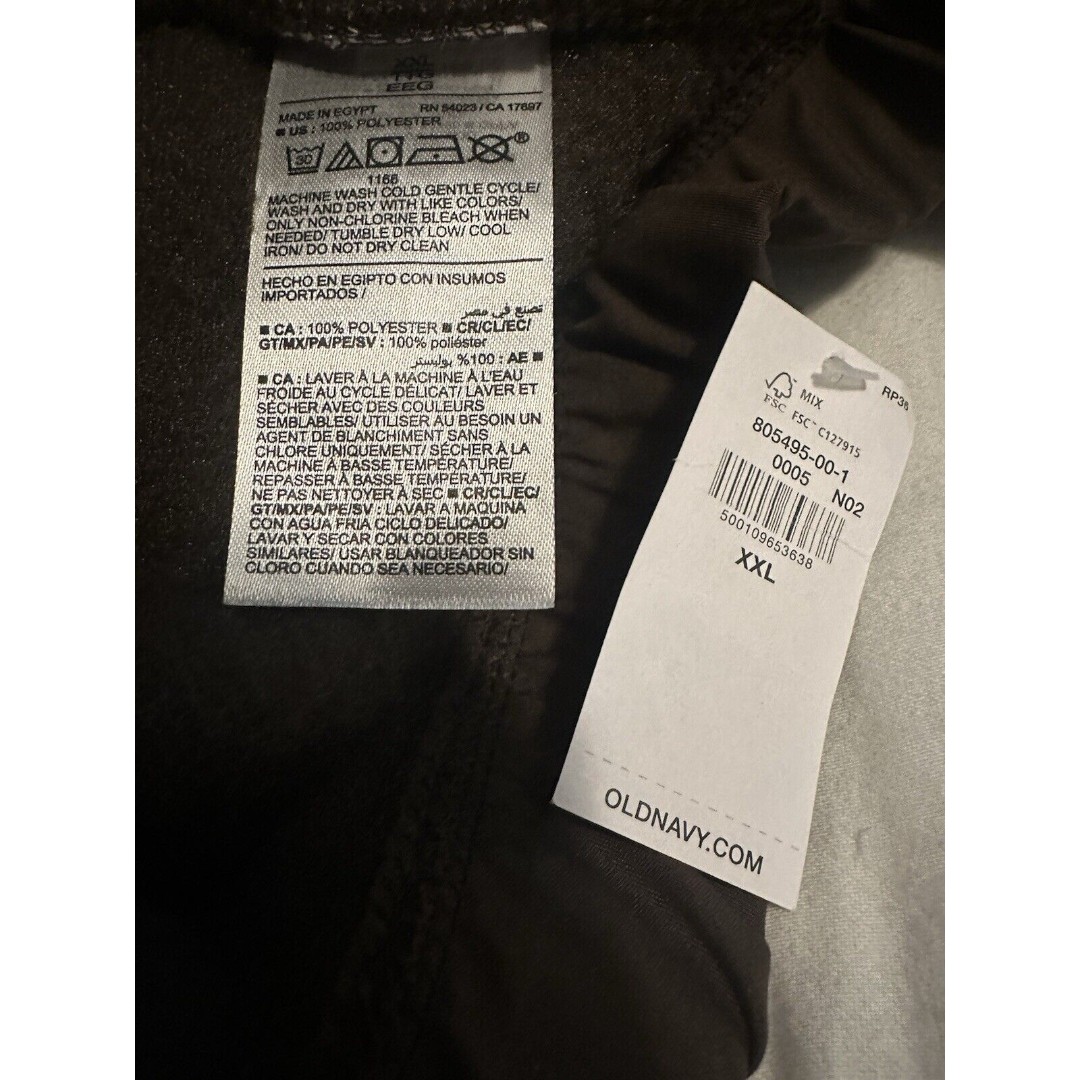 XXL
TTG
EEG
MADE IN EGYPT RN 54023 / CA 17897
■ US : 100% POLYESTER
30
®
1166
MACHINE WASH COLD GENTLE CYCLE/
WASH AND DRY WITH LIKE COLORS/
ONLY NON-CHLORINE BLEACH WHEN
NEEDED/ TUMBLE DRY LOW/ COOL
IRON/ DO NOT DRY CLEAN
HECHO EN EGIPTO CON INSUMOS
IMPORTADOS /
تصنع في مصر
■ CA : 100% POLYESTER ■ CR/CL/EC/
GT/MX/PA/PE/SV : 100% poliéster
■ AE : 100% بوليستر
■ CA : LAVER À LA MACHINE À L'EAU
FROIDE AU CYCLE DÉLICAT/ LAVER ET
SÉCHER AVEC DES COULEURS
SEMBLABLES/ UTILISER AU BESOIN UN
AGENT DE BLANCHIMENT SANS
CHLORE UNIQUEMENT/ SÉCHER À LA
MACHINE À BASSE TEMPÉRATURE/
REPASSER À BASSE TEMPÉRATURE/
NE PAS NETTOYER À SEC ■ CR/CL/EC/
GT/MX/PA/PE/SV : LAVAR A MAQUINA
CON AGUA FRIA CICLO DELICADO/
LAVAR Y SECAR CON COLORES
SIMILARES/ USAR BLANQUEADOR SIN
CLORO CUANDO SEA NECESARIO/
RP36
MIX
FSC FSC™ C127915
805495-00-1
0005 N02
500109653638
XXL
OLDNAVY.COM